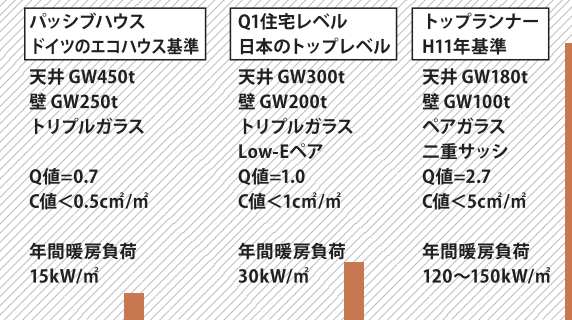 パッシブハウス
ドイツのエコハウス基準
天井 GW450t
壁 GW250t
トリプルガラス
Q値=0.7
C値<0.5c㎡/㎡
年間暖房負荷
15kW/㎡
Q1住宅レベル
日本のトップレベル
天井 GW300t
壁 GW200t
トリプルガラス
Low-Eペア
Q値=1.0
C値<1c㎡/㎡
年間暖房負荷
30kW/㎡
トップランナー
H11年基準
天井 GW180t
壁 GW100t
ペアガラス
二重サッシ
Q値=2.7
C値<5c㎡/㎡
年間暖房負荷
120〜150kW/㎡